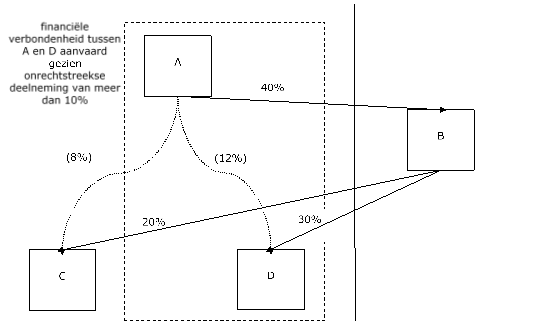 financiële
verbondenheid tussen
A en D aanvaard
gezien
onrechtstreekse
deelneming van meer
dan 10%
A
40%
B
(8%)
(12%)
20%
30%
C
D